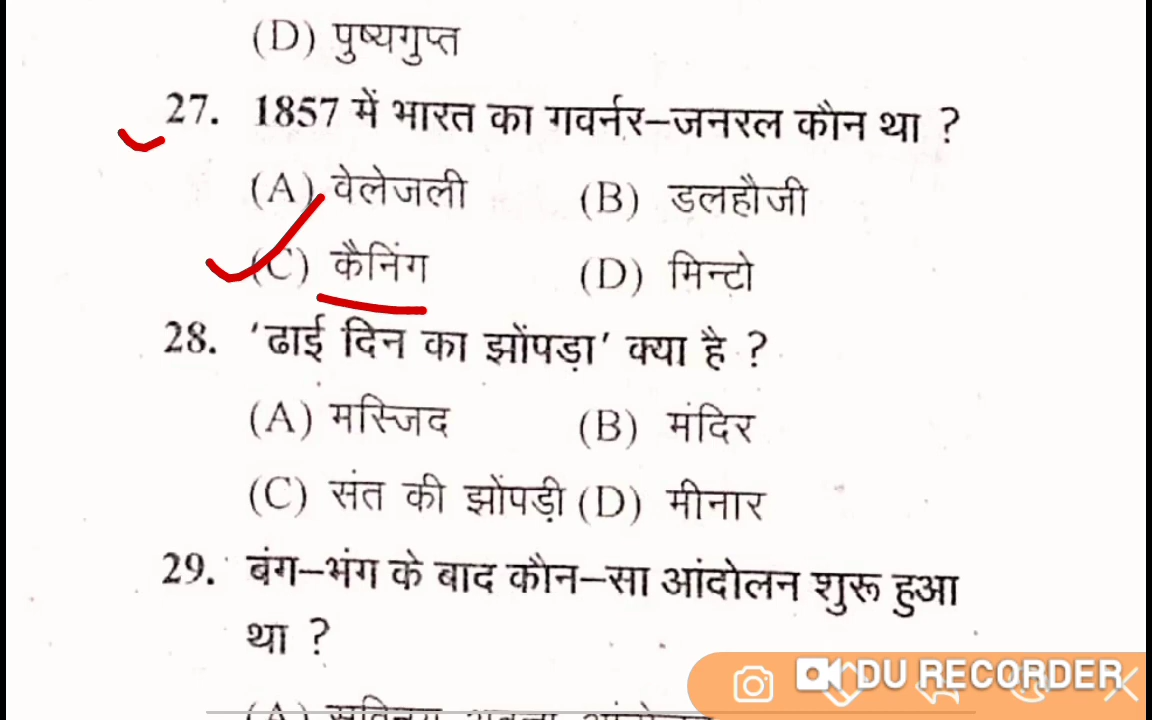 (D) पुष्यगुप्त
27. 1857 में भारत का गवर्नर–जनरल कौन था ?
(A) वेलेजली (B) डलहौजी
(C) कैनिंग (D) मिन्टो
28. ‘ढाई दिन का झोंपड़ा’ क्या है ?
(A) मस्जिद (B) मंदिर
(C) संत की झोंपड़ी (D) मीनार
29. बंग–भंग के बाद कौन–सा आंदोलन शुरू हुआ
था ?
DU RECORDER